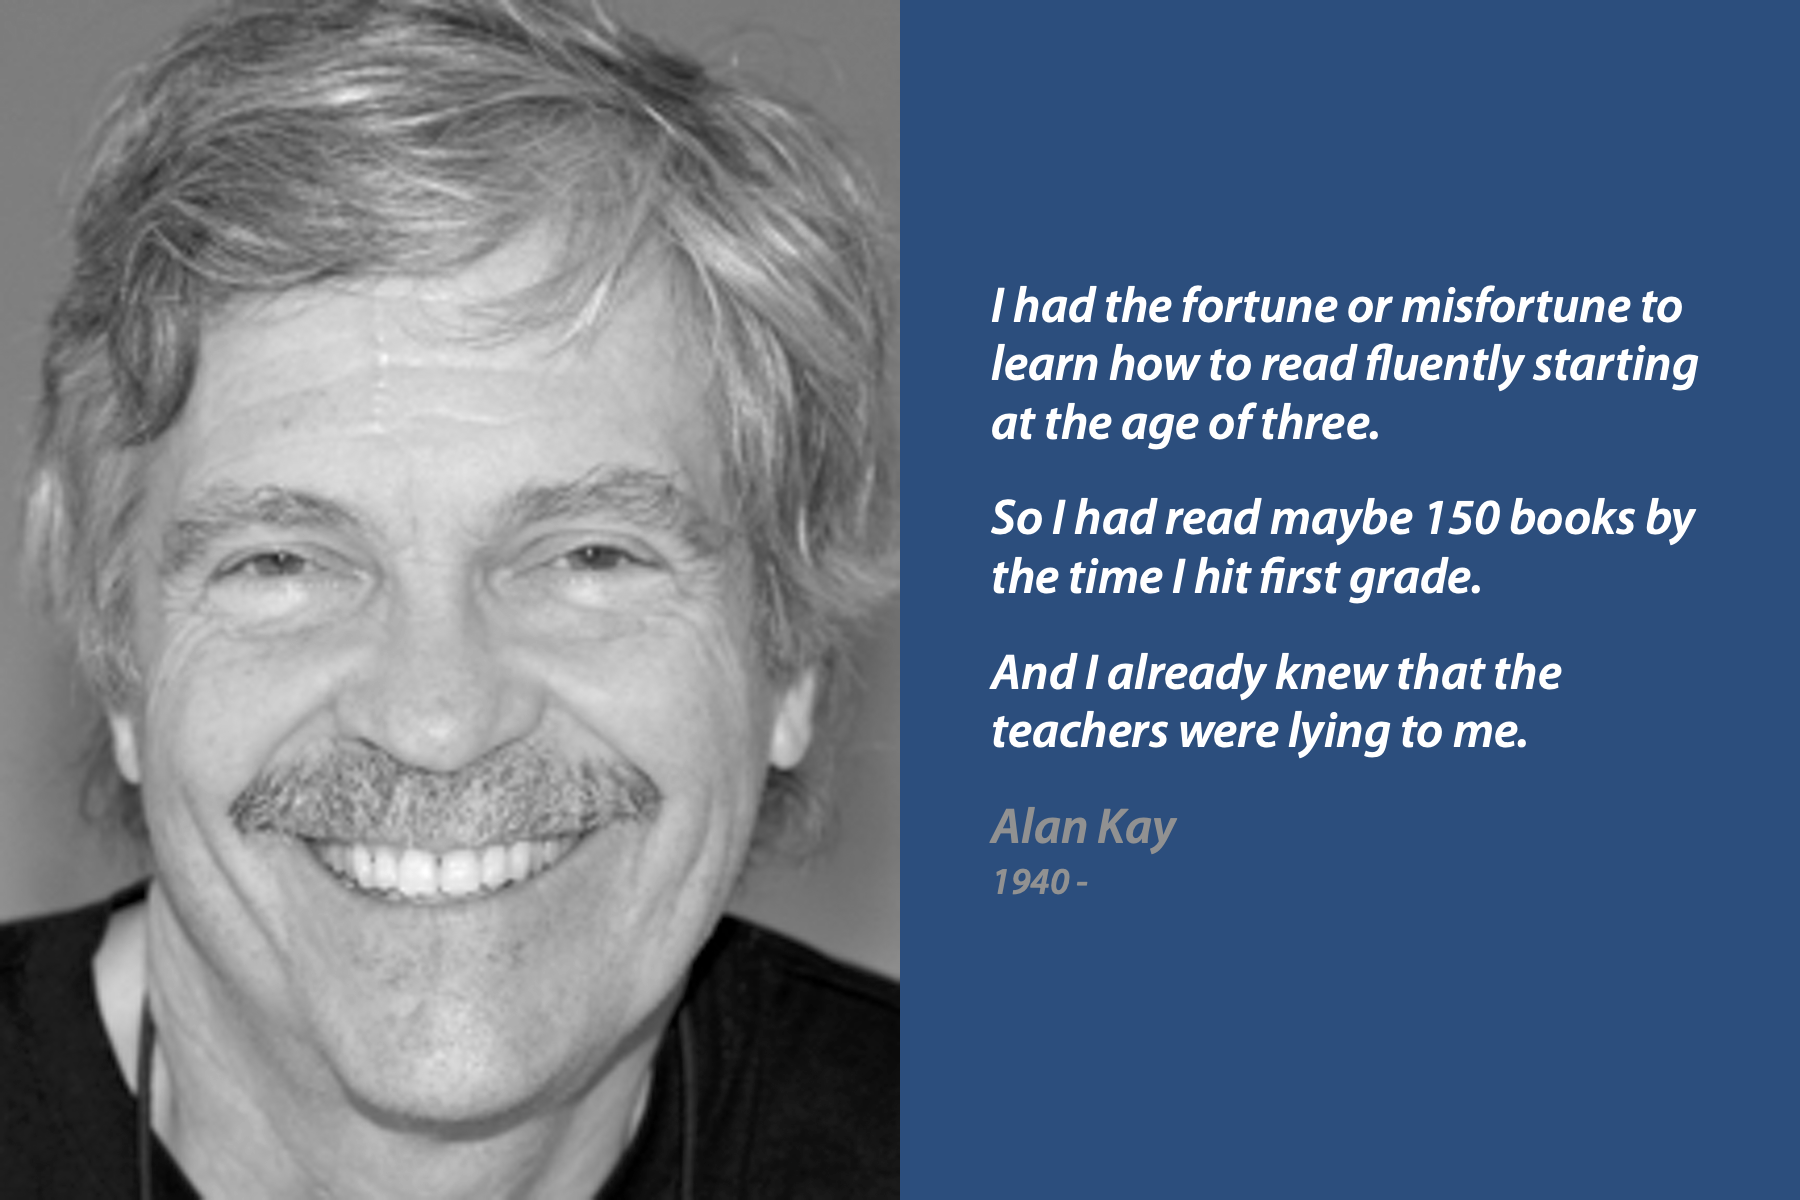 I had the fortune or misfortune to
learn how to read fluently starting
at the age of three.
So I had read maybe 150 books by
the time I hit first grade.
And I already knew that the
teachers were lying to me.
Alan Kay
1940 -